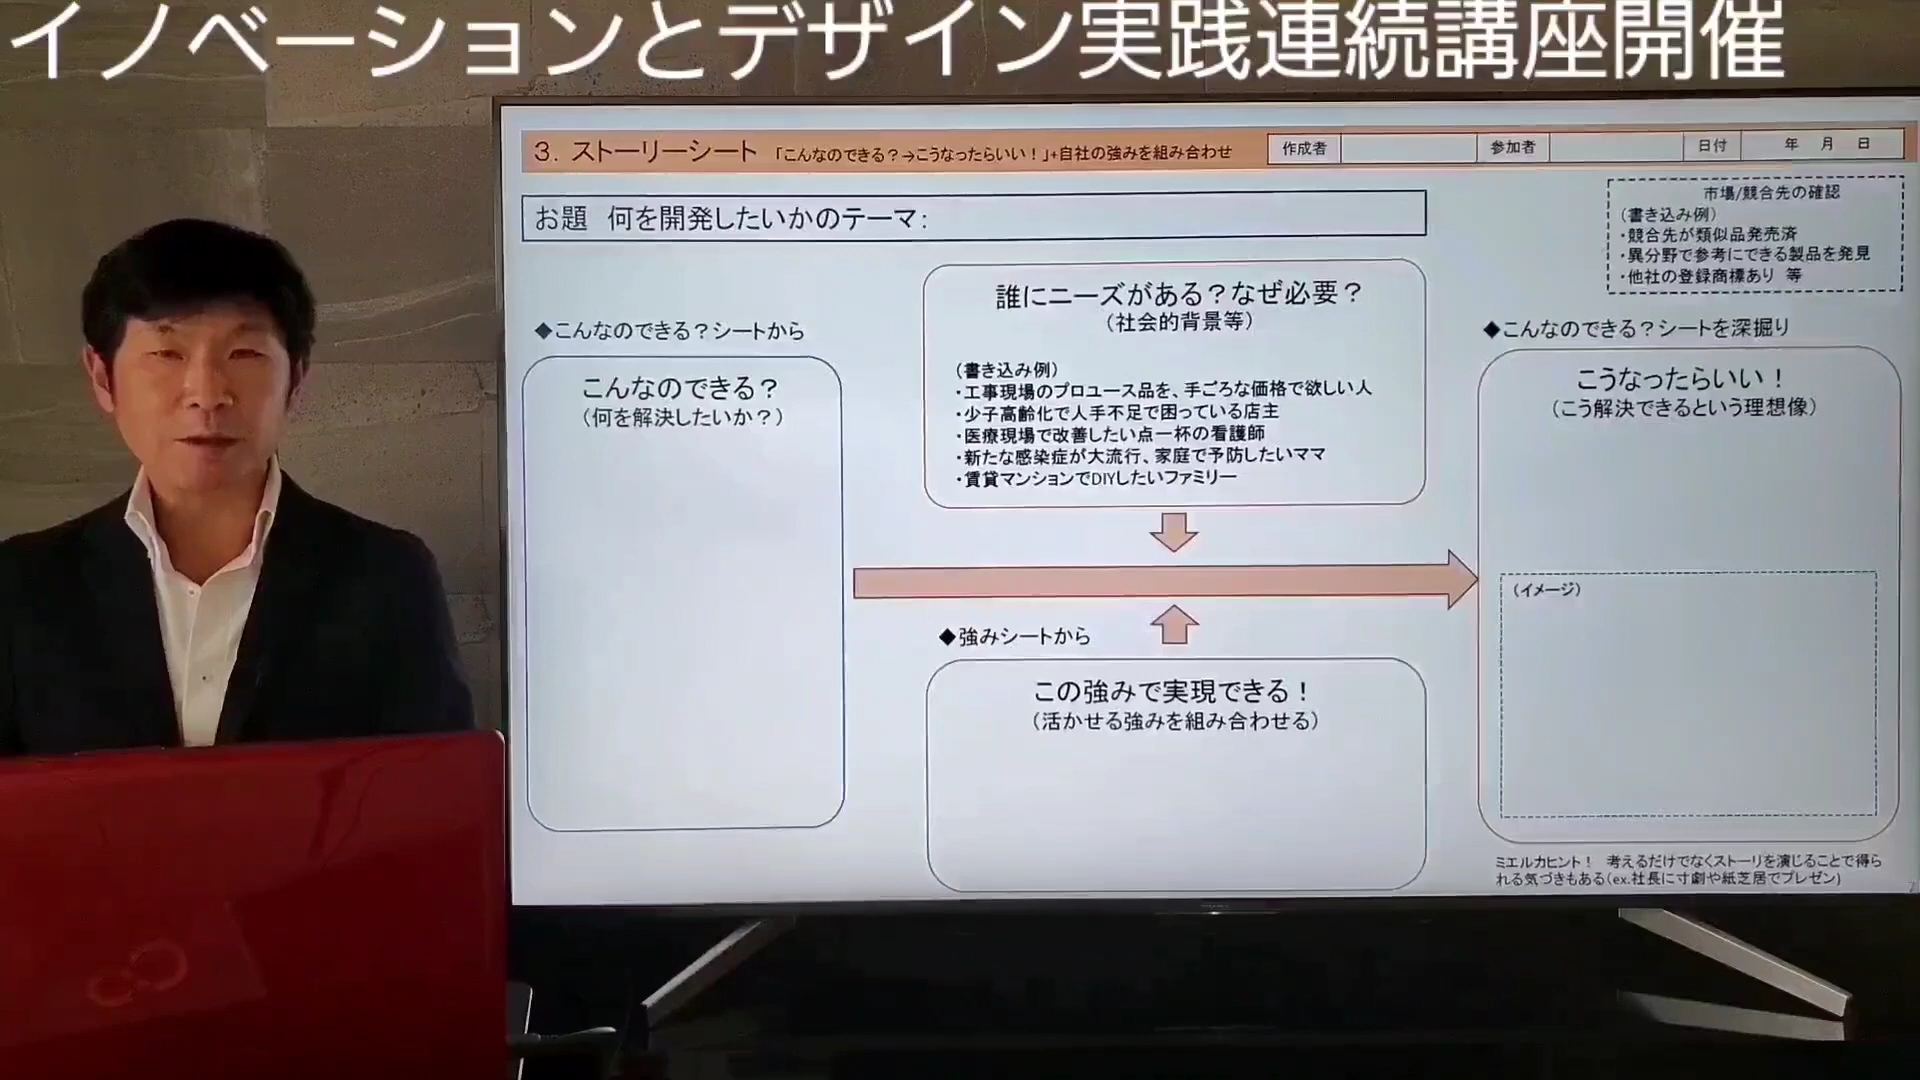 イノベーションとデザイン実践連続講座開催
3. ストーリーシート 「こんなのできる？→こうなったらいい！」+自社の強みを組み合わせ
作成者 参加者 日付 年 月 日
お題 何を開発したいかのテーマ：
市場/競合先の確認
（書き込み例）
・競合先が類似品発売済
・異分野で参考にできる製品を発見
・他社の登録商標あり 等
◆こんなのできる？シートから
こんなのできる？
（何を解決したいか？）
誰にニーズがある？なぜ必要？
（社会的背景等）
（書き込み例）
・工事現場のプロユース品を、手ごろな価格で欲しい人
・少子高齢化で人手不足で困っている店主
・医療現場で改善したい点一杯の看護師
・新たな感染症が大流行、家庭で予防したいママ
・賃貸マンションでDIYしたいファミリー
◆強みシートから
この強みで実現できる！
（活かせる強みを組み合わせる）
◆こんなのできる？シートを深掘り
こうなったらいい！
（こう解決できるという理想像）
（イメージ）
ミエルカヒント！ 考えるだけでなくストーリを演じることで得ら
れる気づきもある（ex.社長に寸劇や紙芝居でプレゼン）